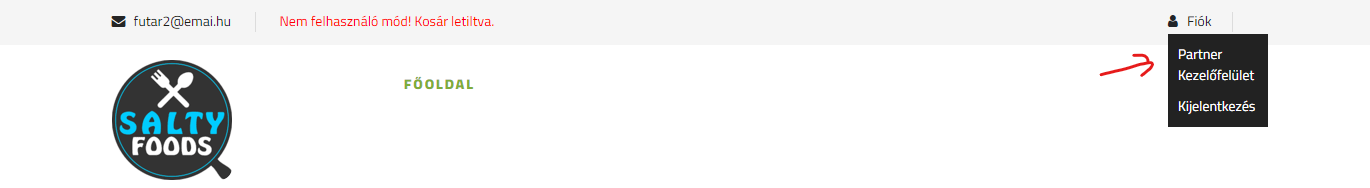 futar2@emai.hu
Nem felhasználó mód! Kosár letiltva.
Fiók
Partner
Kezelőfelület
Kijelentkezés
SALTY
FOODS
FŐOLDAL